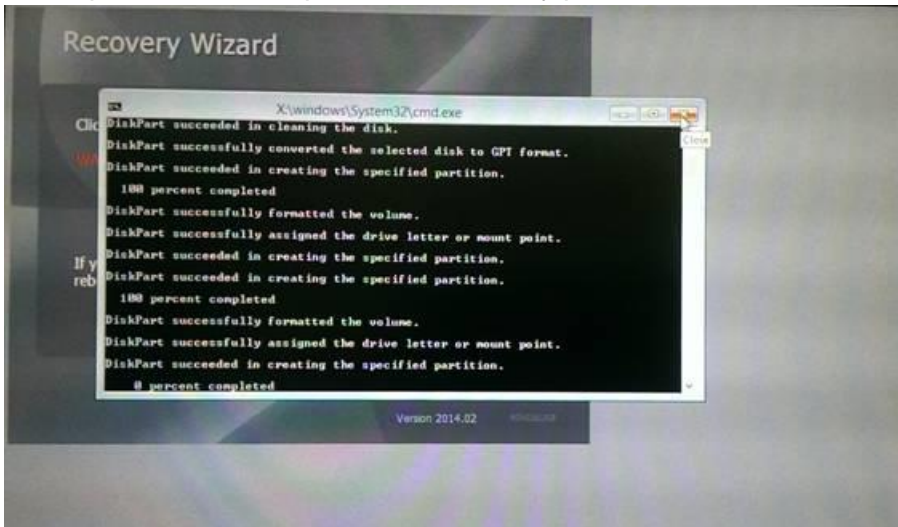 Recovery Wizard
X:\windows\System32\cmd.exe
Close
Clic
DiskPart succeeded in cleaning the disk.
DiskPart successfully converted the selected disk to GPT format.
WA
DiskPart succeeded in creating the specified partition.
100 percent completed
DiskPart successfully formatted the volume.
DiskPart successfully assigned the drive letter or mount point.
If y
DiskPart succeeded in creating the specified partition.
reb
DiskPart succeeded in creating the specified partition.
100 percent completed
DiskPart successfully formatted the volume.
DiskPart successfully assigned the drive letter or mount point.
DiskPart succeeded in creating the specified partition.
0 percent completed
Version 2014.02